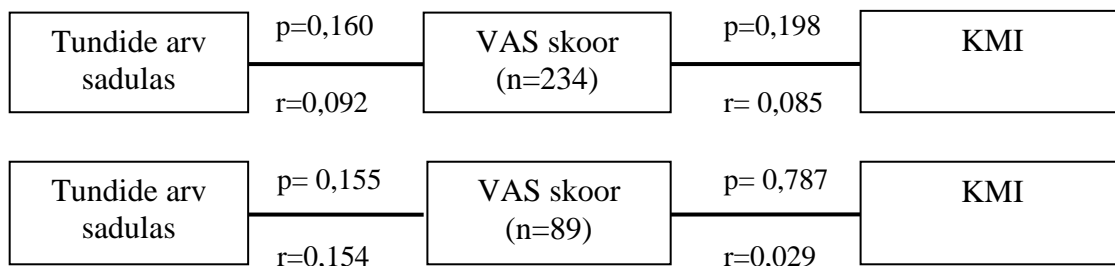 Tundide arv
sadulas
p=0,160
r=0,092
VAS skoor
(n=234)
p=0,198
r= 0,085
KMI
Tundide arv
sadulas
p= 0,155
r=0,154
VAS skoor
(n=89)
p= 0,787
r=0,029
KMI